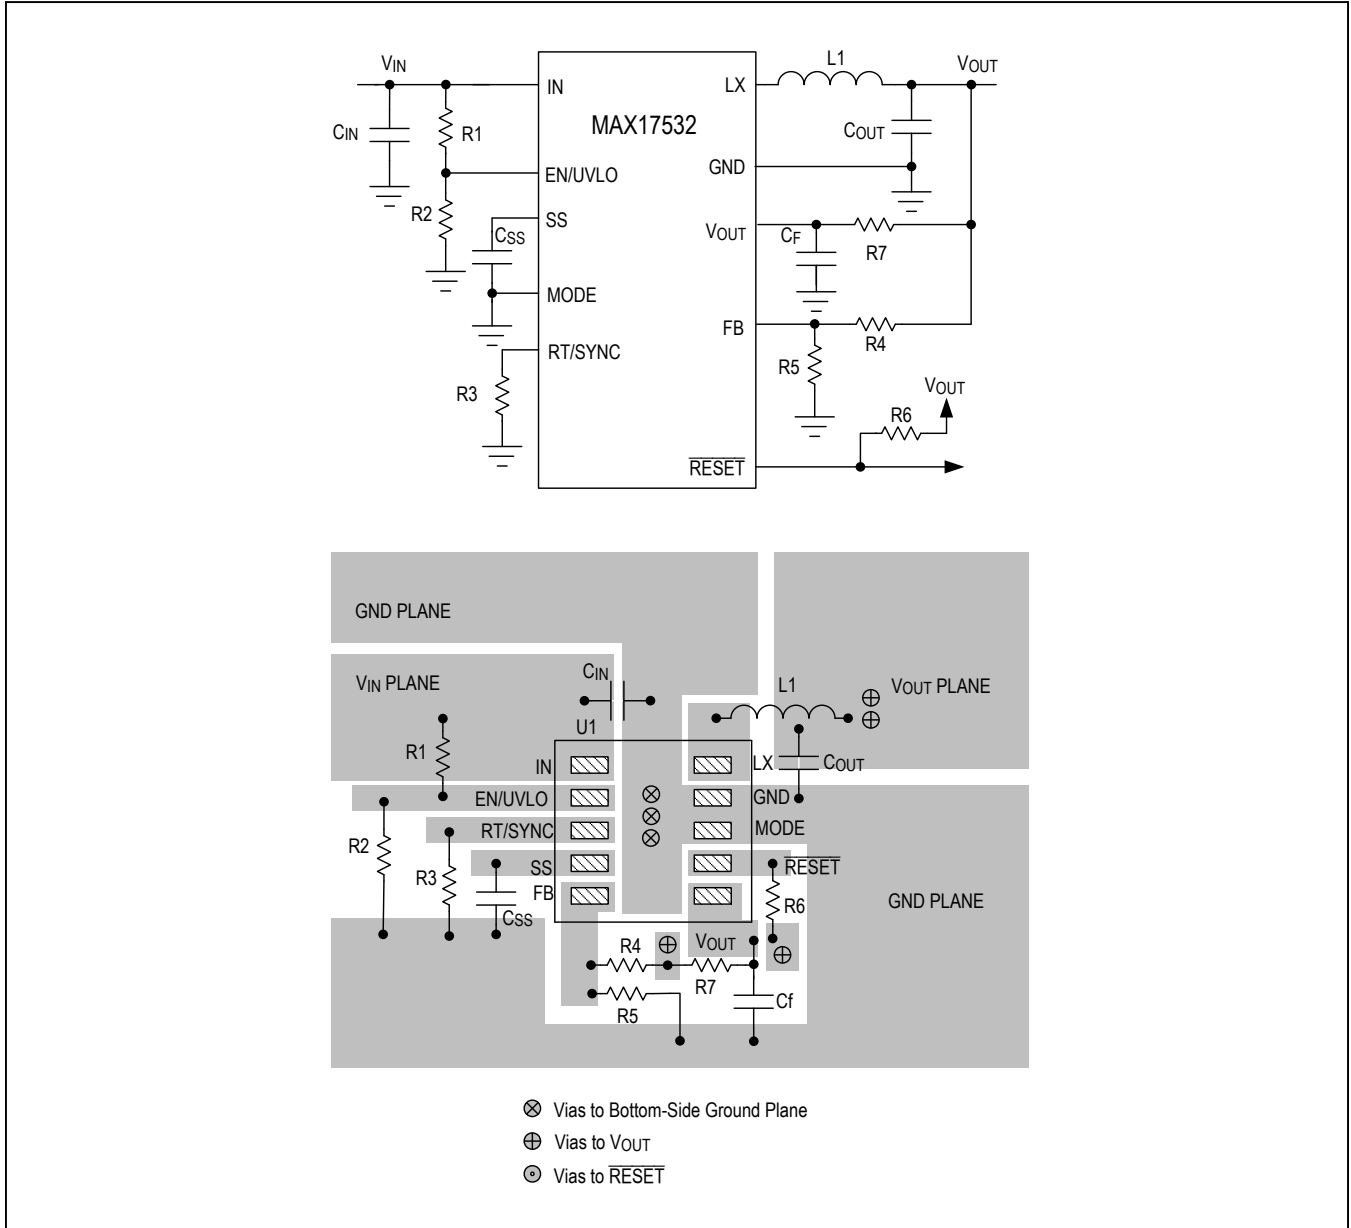 VIN
CIN
R1
R2
CSS
R3
IN
EN/UVLO
SS
MODE
RT/SYNC
MAX17532
LX
GND
VOUT
FB
RESET
L1
VOUT
COUT
CF
R7
R4
R5
VOUT
R6
GND PLANE
VIN PLANE
CIN
U1
L1
VOUT PLANE
R1
IN
LX
COUT
EN/UVLO
GND
RT/SYNC
MODE
R2
SS
RESET
R3
FB
CSS
R6
GND PLANE
R4
VOUT
R7
R5
Cf
Vias to Bottom-Side Ground Plane
Vias to VOUT
Vias to RESET